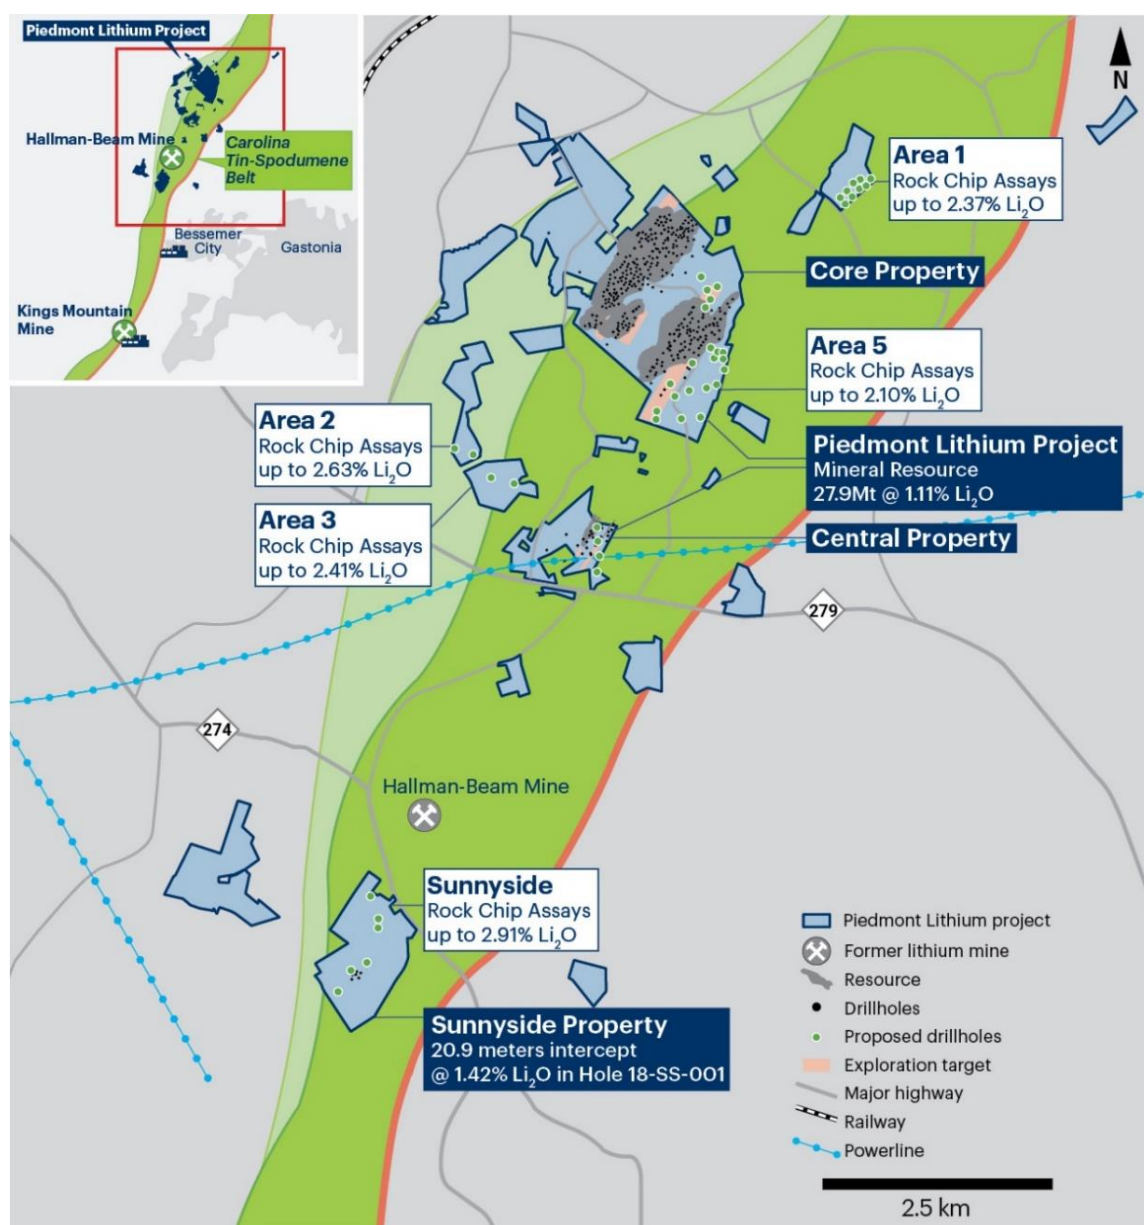 Piedmont Lithium Project
Hallman-Beam Mine
Carolina
Tin-Spodumene
Belt
Bessemer
City
Gastonia
Kings Mountain
Mine
N
Area 1
Rock Chip Assays
up to 2.37% Li₂O
Core Property
Area 5
Rock Chip Assays
up to 2.10% Li₂O
Area 2
Rock Chip Assays
up to 2.63% Li₂O
Piedmont Lithium Project
Mineral Resource
27.9Mt @ 1.11% Li₂O
Area 3
Rock Chip Assays
up to 2.41% Li₂O
Central Property
279
274
Hallman-Beam Mine
Sunnyside
Rock Chip Assays
up to 2.91% Li₂O
Sunnyside Property
20.9 meters intercept
@ 1.42% Li₂O in Hole 18-SS-001
Piedmont Lithium project
Former lithium mine
Resource
Drillholes
Proposed drillholes
Exploration target
Major highway
Railway
Powerline
2.5 km